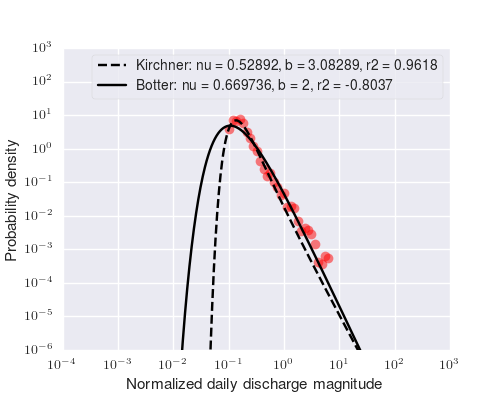 10³
10²
10¹
10⁰
10⁻¹
10⁻²
10⁻³
10⁻⁴
10⁻⁵
10⁻⁶
Probability density
Kirchner: nu = 0.52892, b = 3.08289, r2 = 0.9618
Botter: nu = 0.669736, b = 2, r2 = -0.8037
10⁻⁴ 10⁻³ 10⁻² 10⁻¹ 10⁰ 10¹ 10² 10³
Normalized daily discharge magnitude